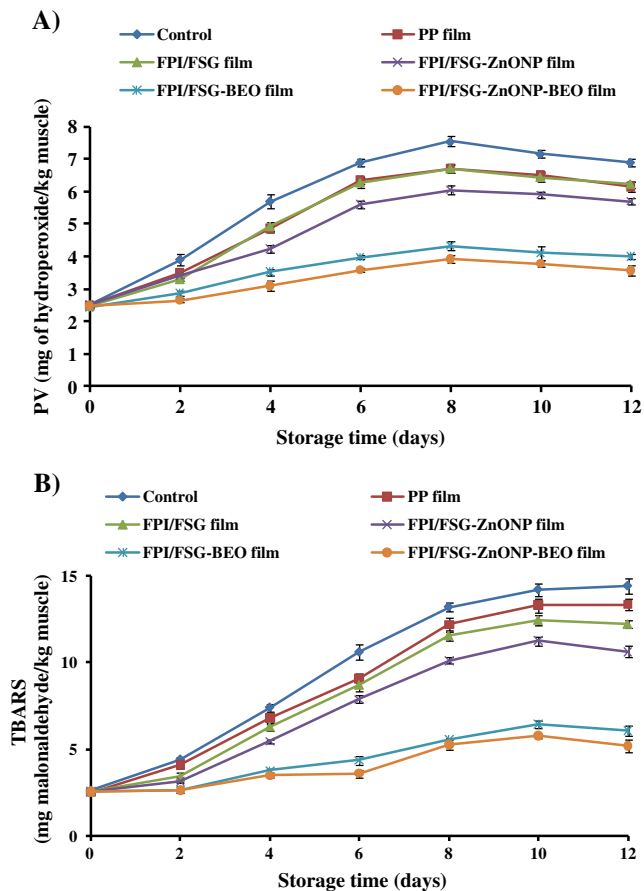 A)
Control
PP film
FPI/FSG film
FPI/FSG-ZnONP film
FPI/FSG-BEO film
FPI/FSG-ZnONP-BEO film
PV (mg of hydroperoxide/kg muscle)
8
7
6
5
4
3
2
1
0
0 2 4 6 8 10 12
Storage time (days)
B)
Control
PP film
FPI/FSG film
FPI/FSG-ZnONP film
FPI/FSG-BEO film
FPI/FSG-ZnONP-BEO film
TBARS
(mg malonaldehyde/kg muscle)
15
10
5
0
0 2 4 6 8 10 12
Storage time (days)